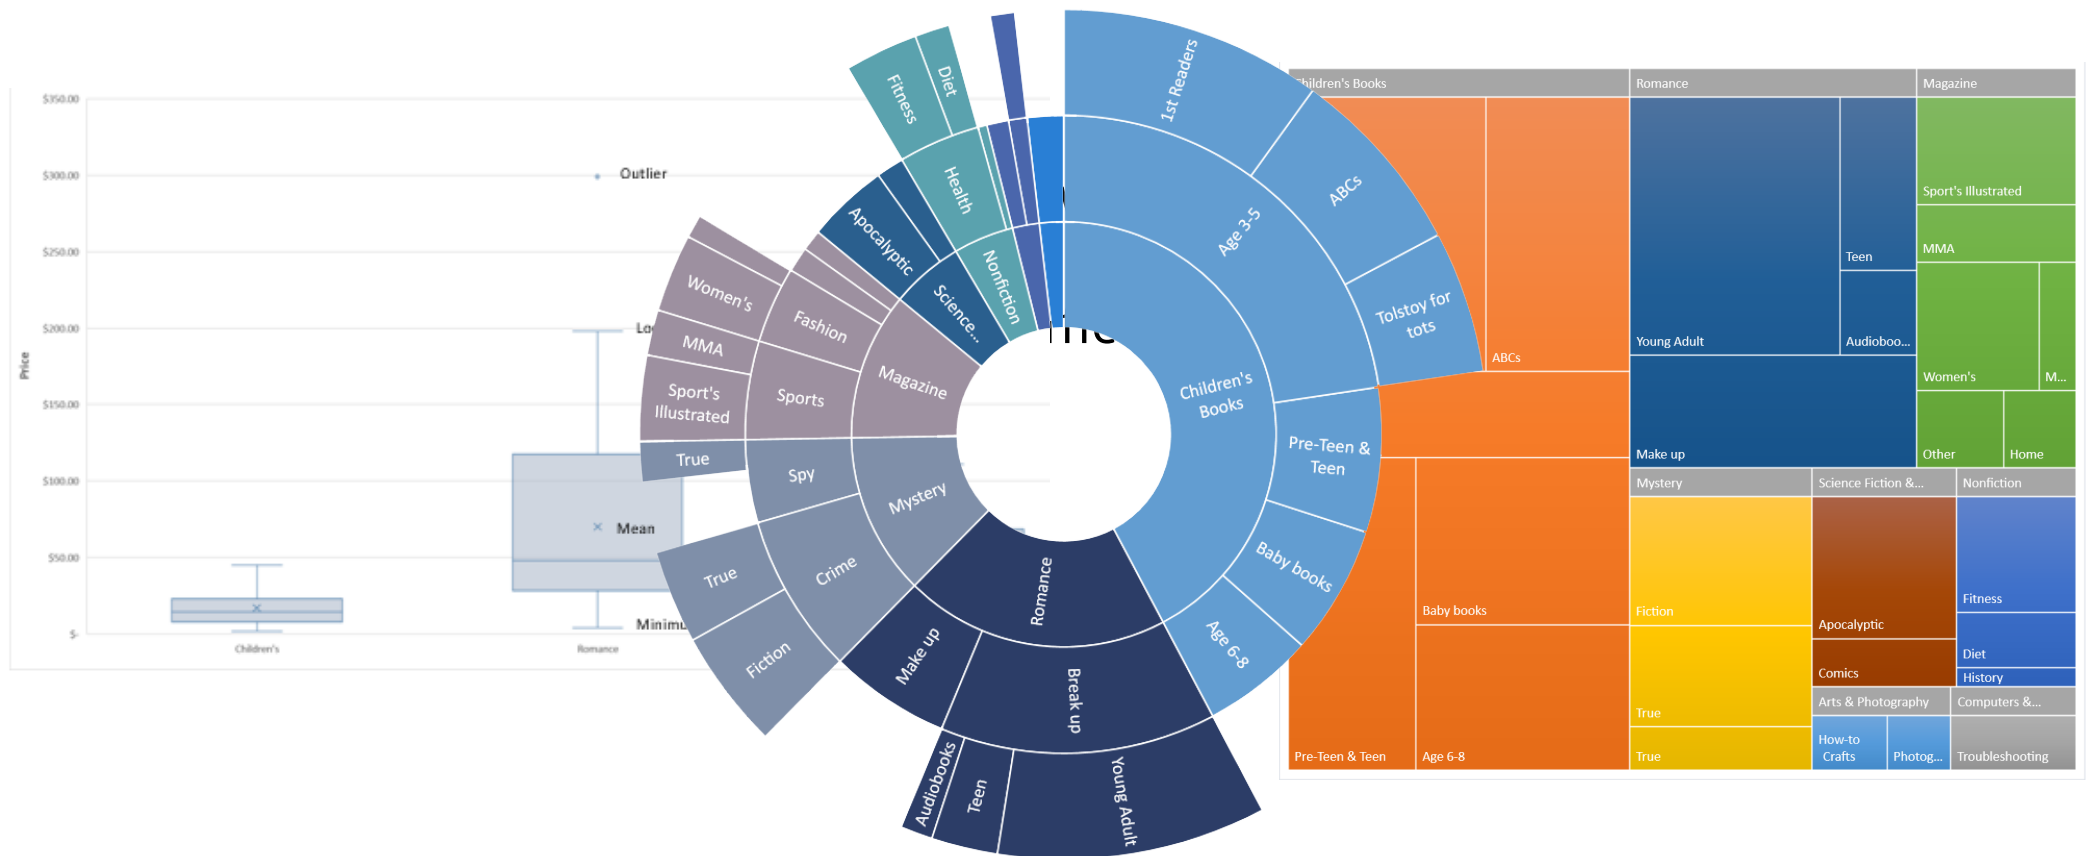 $350.00
$300.00
$250.00
$200.00
$150.00
$100.00
$50.00
$-
Price
Children's
Romance
Outlier
Mean
1st Readers
ABCs
Tolstoy for
tots
Age 3-5
Children's
Books
Pre-Teen &
Teen
Baby books
Age 6-8
Romance
Break up
Make up
Young Adult
Teen
Audiobooks
Mystery
Crime
Fiction
True
Spy
True
Magazine
Sports
Sport's
Illustrated
MMA
Fashion
Women's
Science...
Apocalyptic
Nonfiction
Health
Fitness
Diet
Children's Books
ABCs
Pre-Teen & Teen
Baby books
Age 6-8
Romance
Young Adult
Teen
Audioboo...
Make up
Magazine
Sport's Illustrated
MMA
Women's
M...
Other
Home
Mystery
Fiction
True
True
Science Fiction &...
Apocalyptic
Comics
Nonfiction
Fitness
Diet
History
Arts & Photography
How-to
Crafts
Photog...
Computers &...
Troubleshooting